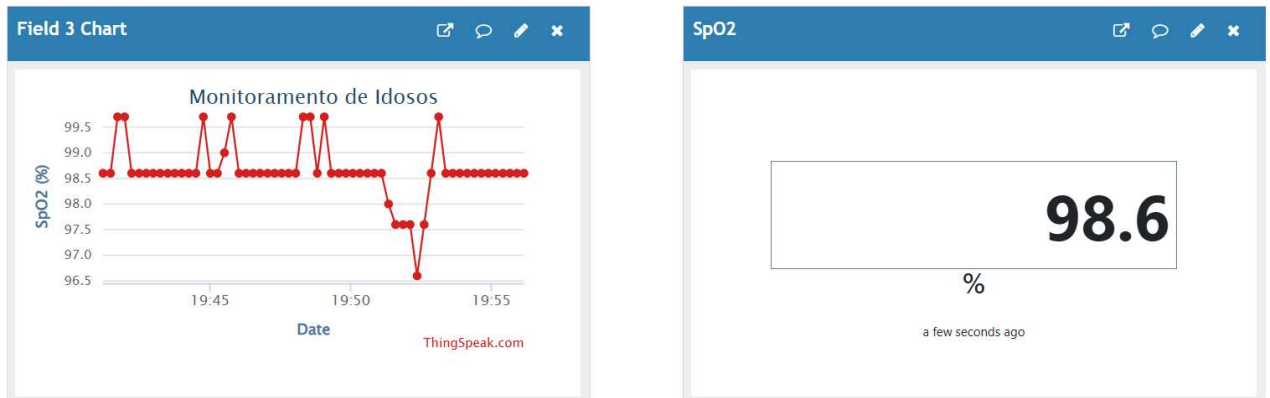 Field 3 Chart
Monitoramento de Idosos
SpO2 (%)
99.5
99.0
98.5
98.0
97.5
97.0
96.5
19:45 19:50 19:55
Date
ThingSpeak.com
SpO2
98.6
%
a few seconds ago